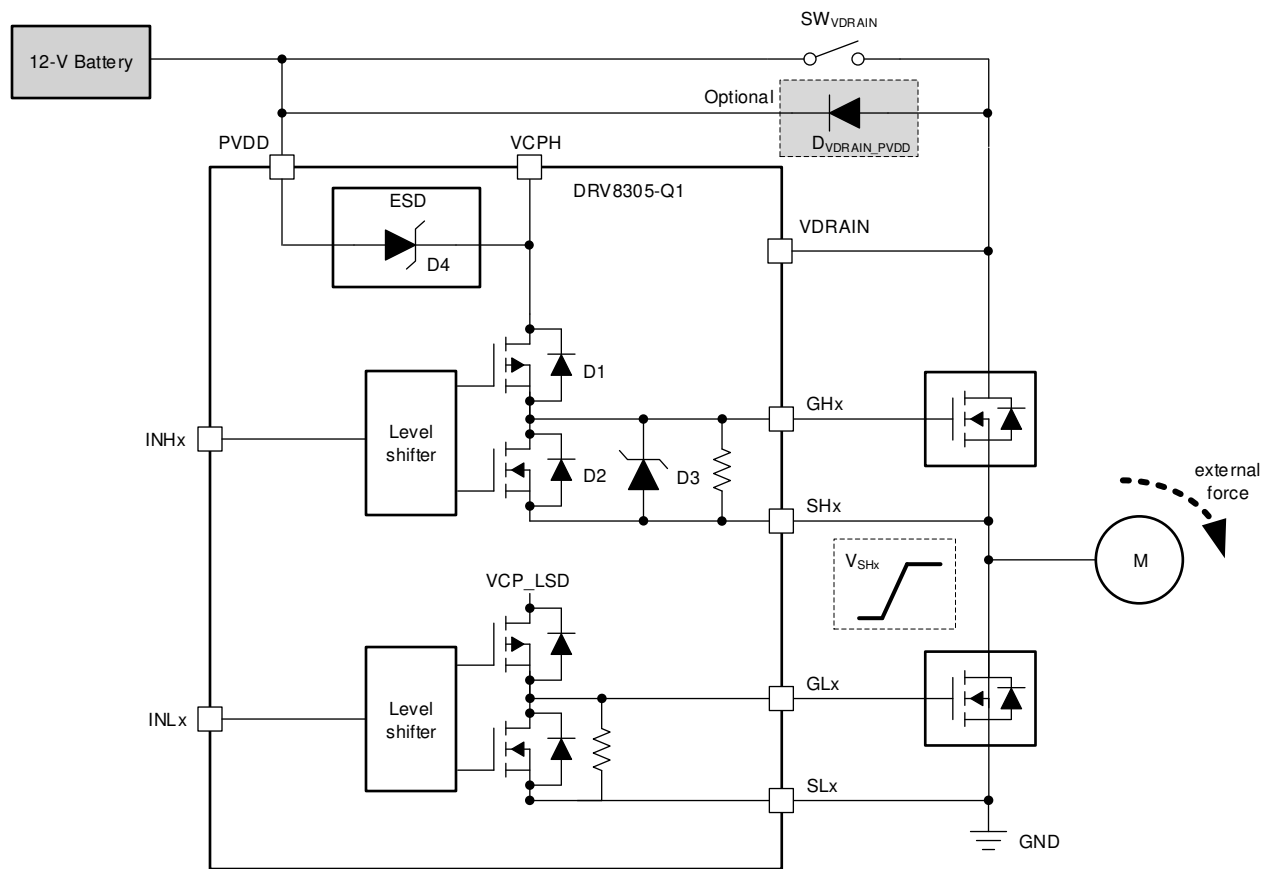 SWVDRAIN
12-V Battery
Optional
DVDRAIN_PVDD
PVDD
VCPH
ESD
DRV8305-Q1
D4
VDRAIN
D1
GHx
INHx
Level
shifter
D2
D3
SHx
external
force
VSHx
M
VCP_LSD
GLx
INLx
Level
shifter
SLx
GND